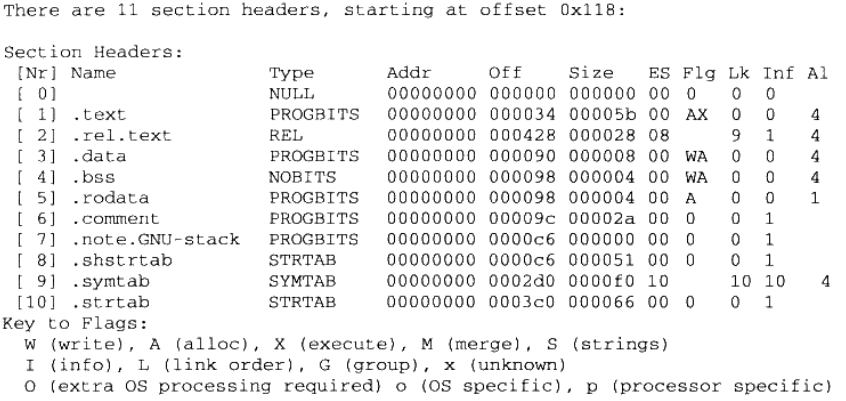 There are 11 section headers, starting at offset 0x118:
Section Headers:
[Nr] Name Type Addr Off Size ES Flg Lk Inf Al
[ 0] NULL 00000000 000000 000000 00 0 0 0
[ 1] .text PROGBITS 00000000 000034 00005b 00 AX 0 0 4
[ 2] .rel.text REL 00000000 000428 000028 08 9 1 4
[ 3] .data PROGBITS 00000000 000090 000008 00 WA 0 0 4
[ 4] .bss NOBITS 00000000 000098 000004 00 WA 0 0 4
[ 5] .rodata PROGBITS 00000000 000098 000004 00 A 0 0 1
[ 6] .comment PROGBITS 00000000 00009c 00002a 00 0 0 1
[ 7] .note.GNU-stack PROGBITS 00000000 0000c6 000000 00 0 0 1
[ 8] .shstrtab STRTAB 00000000 0000c6 000051 00 0 0 1
[ 9] .symtab SYMTAB 00000000 0002d0 0000f0 10 10 10 4
[10] .strtab STRTAB 00000000 0003c0 000066 00 0 0 1
Key to Flags:
W (write), A (alloc), X (execute), M (merge), S (strings)
I (info), L (link order), G (group), x (unknown)
O (extra OS processing required) o (OS specific), p (processor specific)